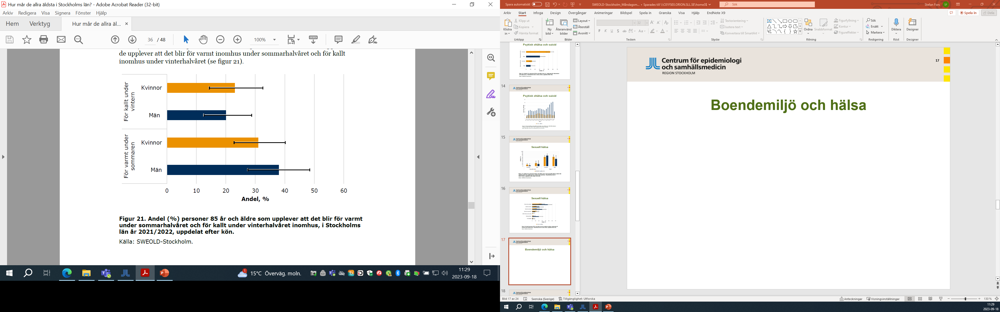 Hur mår de allra äldsta i Stockholms län? - Adobe Acrobat Reader (32-bit)
Arkiv Redigera Visa Signera Fönster Hjälp
Hem Verktyg Hur mår de allra äl... ×
36 / 48 100%
de upplever att det blir för varmt inomhus under sommarhalvåret och för kallt
inomhus under vinterhalvåret (se figur 21).
För kallt under
vintern
Kvinnor
Män
För varmt under
sommaren
Kvinnor
Män
0 10 20 30 40 50 60
Andel, %
Figur 21. Andel (%) personer 85 år och äldre som upplever att det blir för varmt
under sommarhalvåret och för kallt under vinterhalvåret inomhus, i Stockholms
län år 2021/2022, uppdelat efter kön.
Källa: SWEOLD-Stockholm.
15°C Överväg. moln.
11:29
2023-09-18
Spara automatiskt SWEOLD-Stockholm_Måndagsm... • Sparades till \\C01FS03.ORION.SLL.SE\home3$ Sök Stefan Fors SF
Arkiv Start Infoga Design Övergångar Animeringar Bildspel Spela in Granska Visa Hjälp EndNote X9 Spela in Dela
Klistra in Klipp ut Kopiera Hämta format
Urklipp
Ny bild Återanvänd bilder Layout Återställ Avsnitt
Bilder
32
F K U S ab AV Aa A
Tecken
Textorientering Justera text Konvertera till SmartArt
Stycke
Ordna Snabbformat Figurfyllning Kontur Figureffekter
Ritning
Sök Ersätt Markera
Redigering
Diktera
Röst
Designer
Designer
Psykisk ohälsa och suicid
14
Psykisk ohälsa och suicid
15
Sexuell hälsa
16
Sexuell hälsa
17
Boendemiljö och hälsa
18
Centrum för epidemiologi
och samhällsmedicin
REGION STOCKHOLM
17
Boendemiljö och hälsa
Bild 17 av 24 Svenska (Sverige) Tillgänglighet: Utforska Anteckningar Visningsinställningar 130 %
11:29
2023-09-18